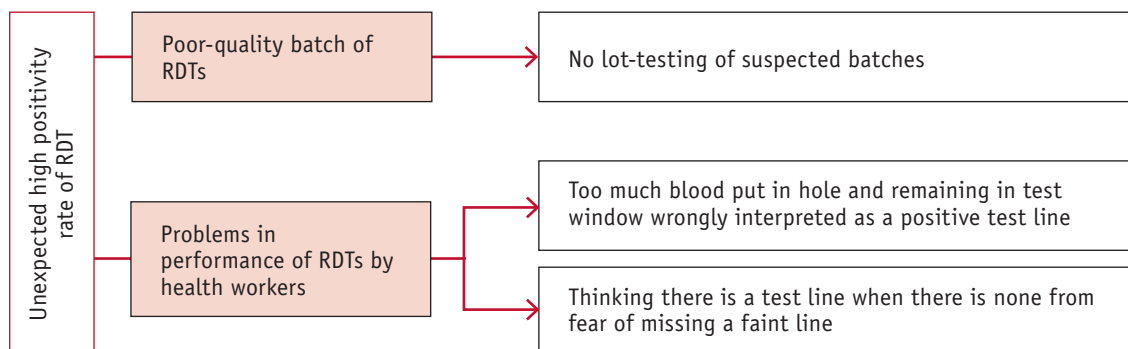 Unexpected high positivity
rate of RDT
Poor-quality batch of
RDTs
No lot-testing of suspected batches
Problems in
performance of RDTs by
health workers
Too much blood put in hole and remaining in test
window wrongly interpreted as a positive test line
Thinking there is a test line when there is none from
fear of missing a faint line